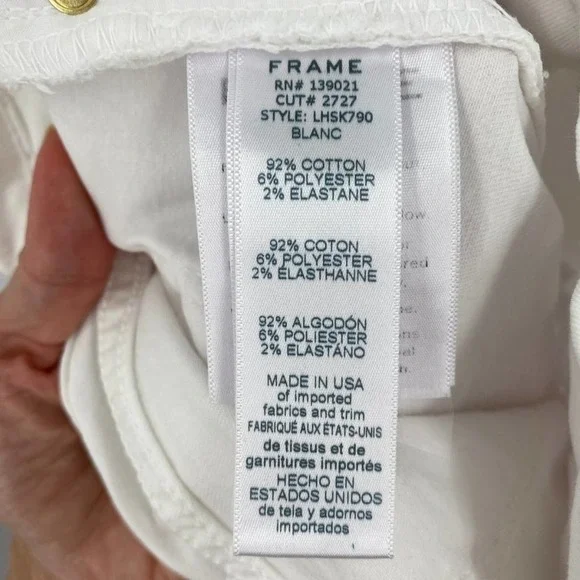 FRAME
RN# 139021
CUT# 2727
STYLE: LHSK790
BLANC
92% COTTON
6% POLYESTER
2% ELASTANE
92% COTON
6% POLYESTER
2% ÉLASTHANNE
92% ALGODÓN
6% POLIESTER
2% ELASTÁNO
MADE IN USA
of imported
fabrics and trim
FABRIQUÉ AUX ÉTATS-UNIS
de tissus et de
garnitures importés
HECHO EN
ESTADOS UNIDOS
de tela y adornos
importados